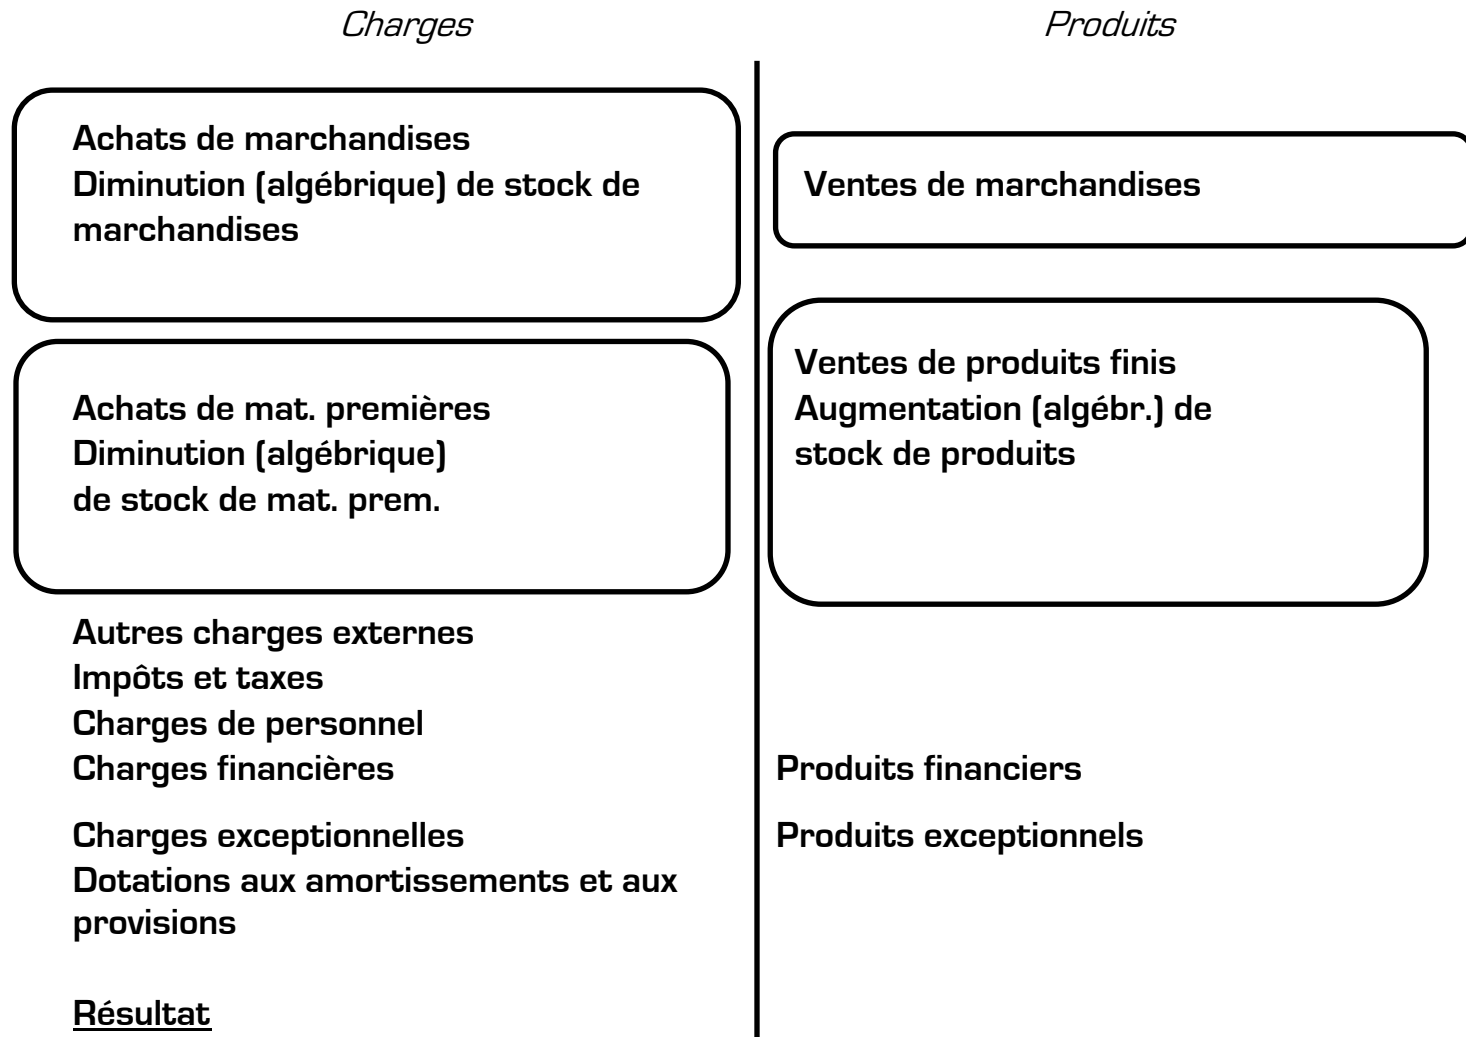 Charges
Produits
Achats de marchandises
Diminution (algébrique) de stock de
marchandises
Ventes de marchandises
Achats de mat. premières
Diminution (algébrique)
de stock de mat. prem.
Ventes de produits finis
Augmentation (algébr.) de
stock de produits
Autres charges externes
Impôts et taxes
Charges de personnel
Charges financières
Produits financiers
Charges exceptionnelles
Produits exceptionnels
Dotations aux amortissements et aux
provisions
Résultat